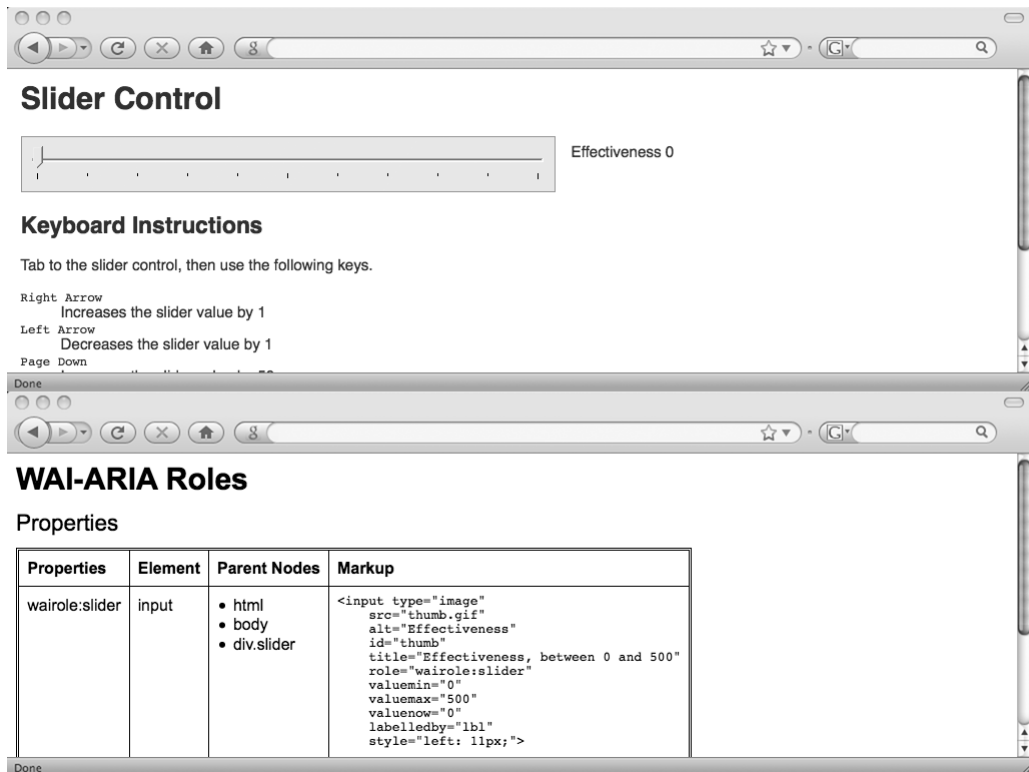 Slider Control
Effectiveness 0
Keyboard Instructions
Tab to the slider control, then use the following keys.
Right Arrow
Increases the slider value by 1
Left Arrow
Decreases the slider value by 1
Page Down
Done
WAI-ARIA Roles
Properties
Properties Element Parent Nodes Markup
wairole:slider input • html <input type="image"
src="thumb.gif"
• body alt="Effectiveness"
id="thumb"
• div.slider title="Effectiveness, between 0 and 500"
role="wairole:slider"
valuemin="0"
valuemax="500"
valuenow="0"
labelledby="lbl"
style="left: 11px;">
Done